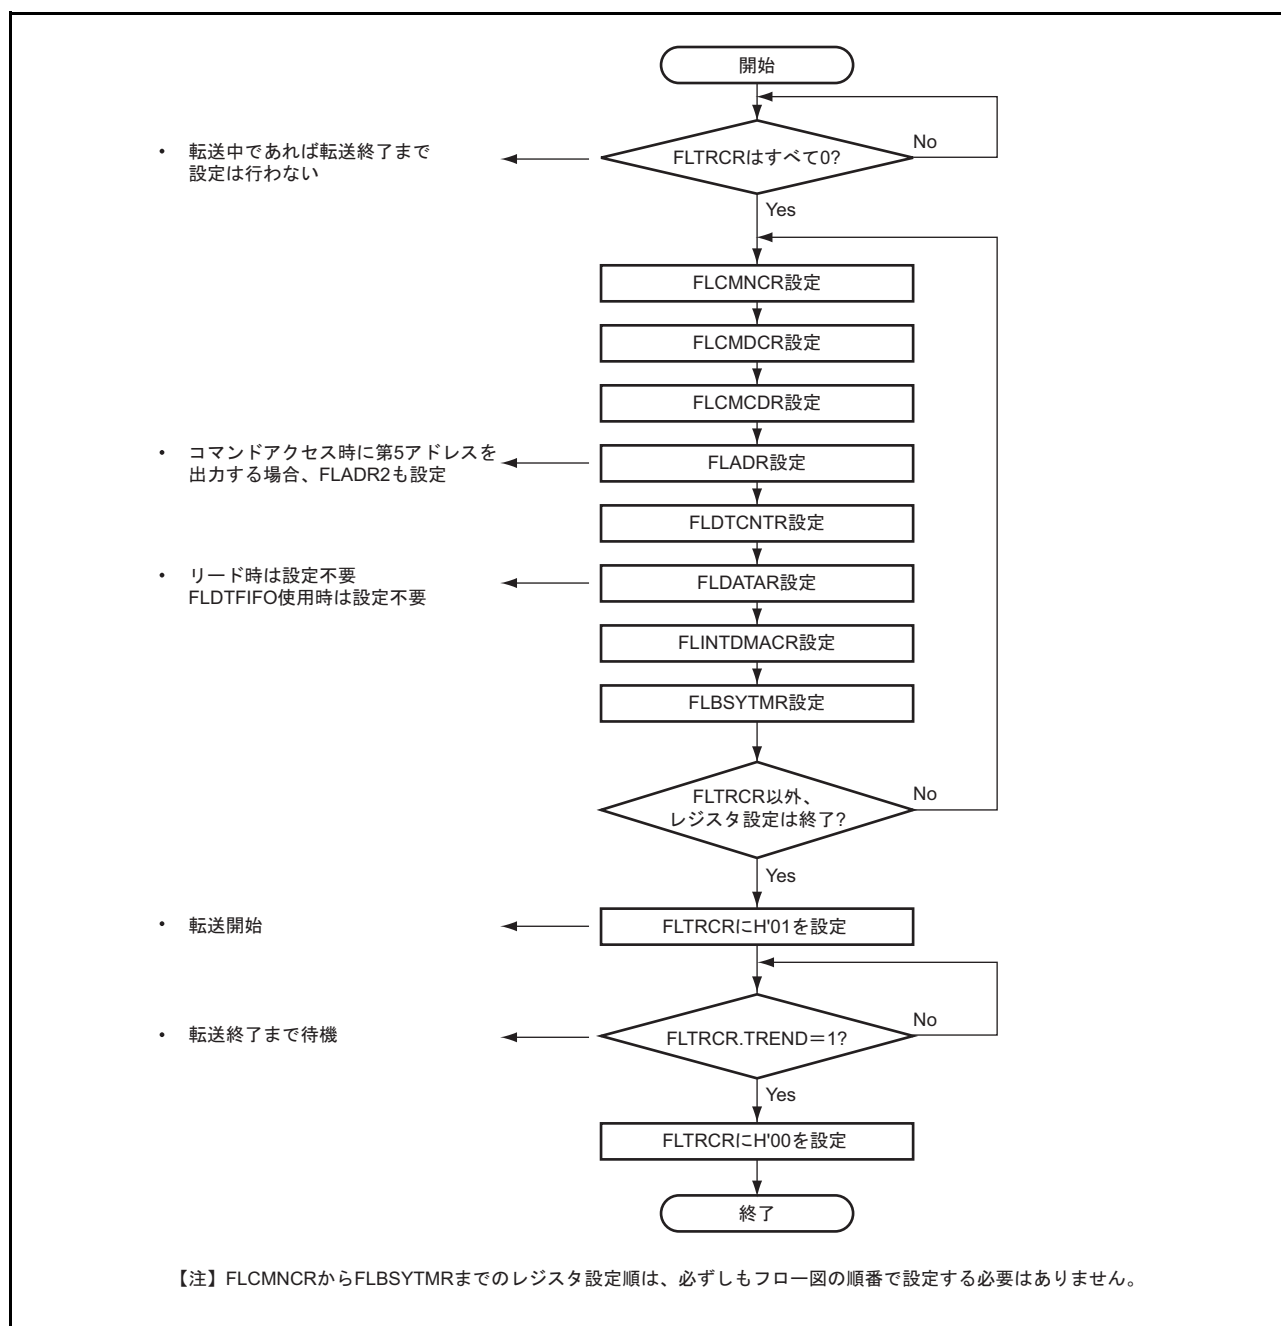 開始
FLTRCRはすべて0?
No
・ 転送中であれば転送終了まで
設定は行わない
Yes
FLCMNCR設定
FLCMDCR設定
FLCMCDR設定
・ コマンドアクセス時に第5アドレスを
出力する場合、FLADR2も設定
FLADR設定
FLDTCNTR設定
・ リード時は設定不要
FLDTFIFO使用時は設定不要
FLDATAR設定
FLINTDMACR設定
FLBSYTMR設定
FLTRCR以外、
レジスタ設定は終了?
No
Yes
・ 転送開始
FLTRCRにH'01を設定
・ 転送終了まで待機
FLTRCR.TREND＝1?
No
Yes
FLTRCRにH'00を設定
終了
【注】FLCMNCRからFLBSYTMRまでのレジスタ設定順は、必ずしもフロー図の順番で設定する必要はありません。